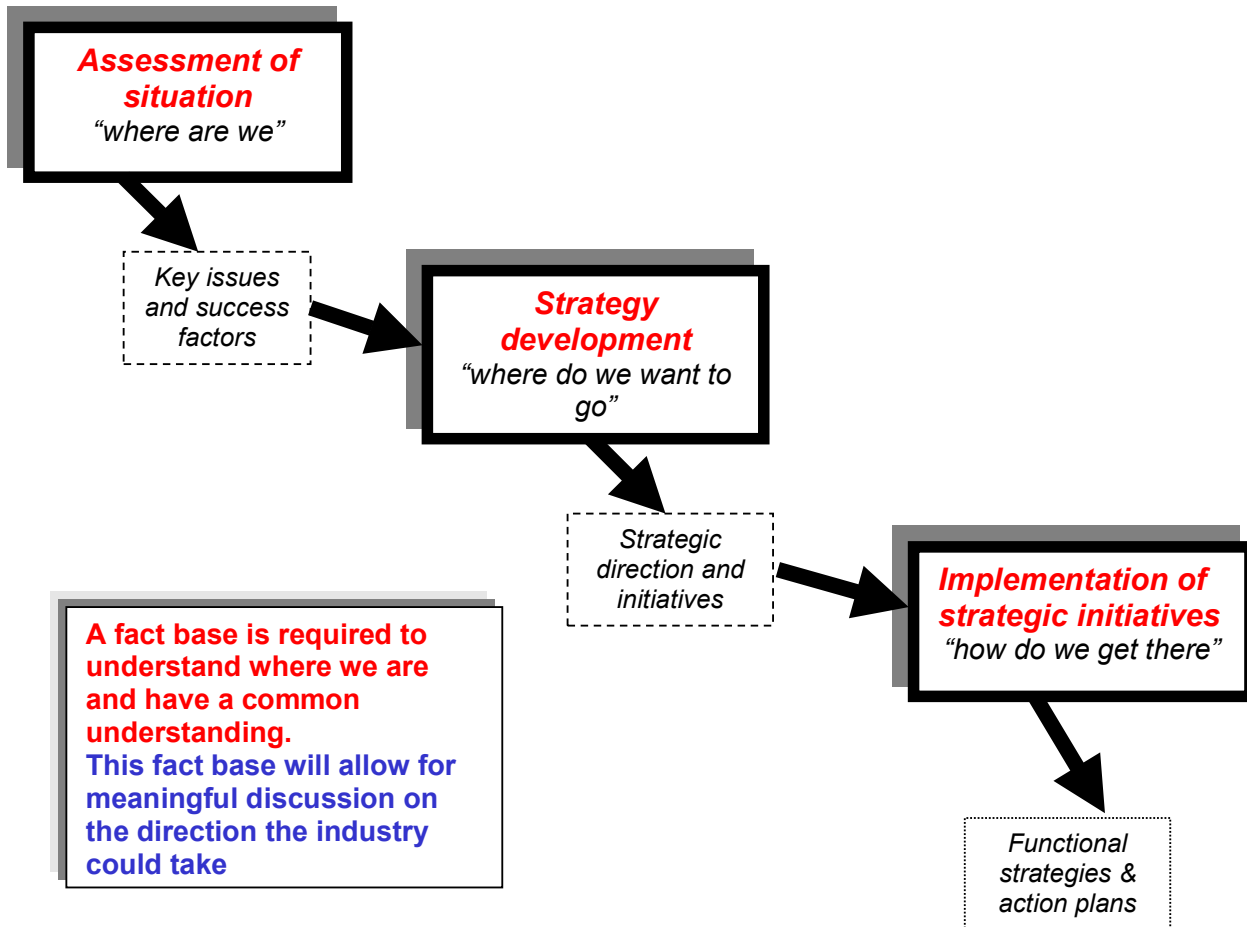 Assessment of
situation
“where are we”
Key issues
and success
factors
Strategy
development
“where do we want to
go”
Strategic
direction and
initiatives
Implementation of
strategic initiatives
“how do we get there”
A fact base is required to
understand where we are
and have a common
understanding.
This fact base will allow for
meaningful discussion on
the direction the industry
could take
Functional
strategies &
action plans